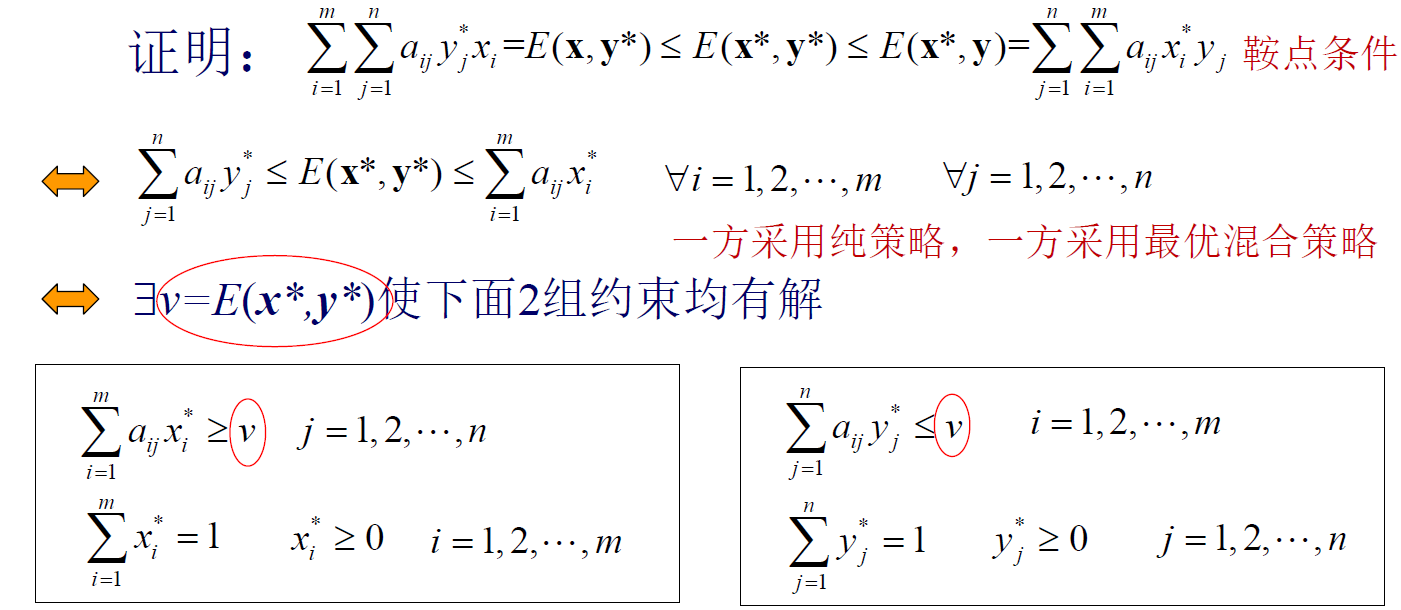 证明： $\sum_{i=1}^{m}\sum_{j=1}^{n} a_{ij} y_j^* x_i = E(\mathbf{x}, \mathbf{y}^*) \leq E(\mathbf{x}^*, \mathbf{y}^*) \leq E(\mathbf{x}^*, \mathbf{y}) = \sum_{j=1}^{n}\sum_{i=1}^{m} a_{ij} x_i^* y_j$ 鞍点条件
$\sum_{j=1}^{n} a_{ij} y_j^* \leq E(\mathbf{x}^*, \mathbf{y}^*) \leq \sum_{i=1}^{m} a_{ij} x_i^*$ $\forall i = 1, 2, \cdots, m$ $\forall j = 1, 2, \cdots, n$
一方采用纯策略，一方采用最优混合策略
∃v=E(x*,y*)使下面2组约束均有解
$\sum_{i=1}^{m} a_{ij} x_i^* \geq v$ $j = 1, 2, \cdots, n$
$\sum_{i=1}^{m} x_i^* = 1$ $x_i^* \geq 0$ $i = 1, 2, \cdots, m$
$\sum_{j=1}^{n} a_{ij} y_j^* \leq v$ $i = 1, 2, \cdots, m$
$\sum_{j=1}^{n} y_j^* = 1$ $y_j^* \geq 0$ $j = 1, 2, \cdots, n$